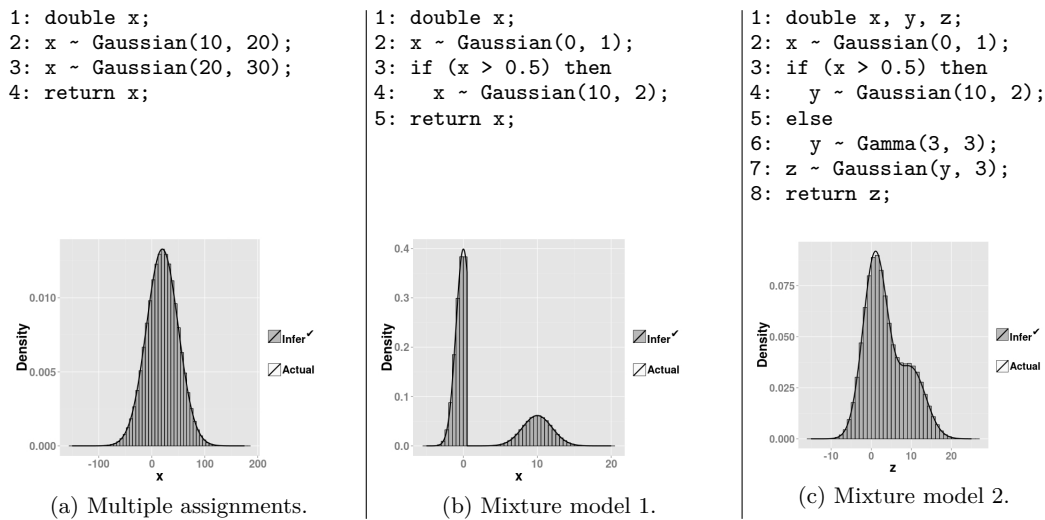 1: double x;
2: x ~ Gaussian(10, 20);
3: x ~ Gaussian(20, 30);
4: return x;
0.010
0.005
0.000
Density
-100 0 100 200
x
Infer✔
Actual
(a) Multiple assignments.
1: double x;
2: x ~ Gaussian(0, 1);
3: if (x > 0.5) then
4:   x ~ Gaussian(10, 2);
5: return x;
0.4
0.3
0.2
0.1
0.0
Density
0 10 20
x
Infer✔
Actual
(b) Mixture model 1.
1: double x, y, z;
2: x ~ Gaussian(0, 1);
3: if (x > 0.5) then
4:   y ~ Gaussian(10, 2);
5: else
6:   y ~ Gamma(3, 3);
7: z ~ Gaussian(y, 3);
8: return z;
0.075
0.050
0.025
0.000
Density
-10 0 10 20
z
Infer✔
Actual
(c) Mixture model 2.